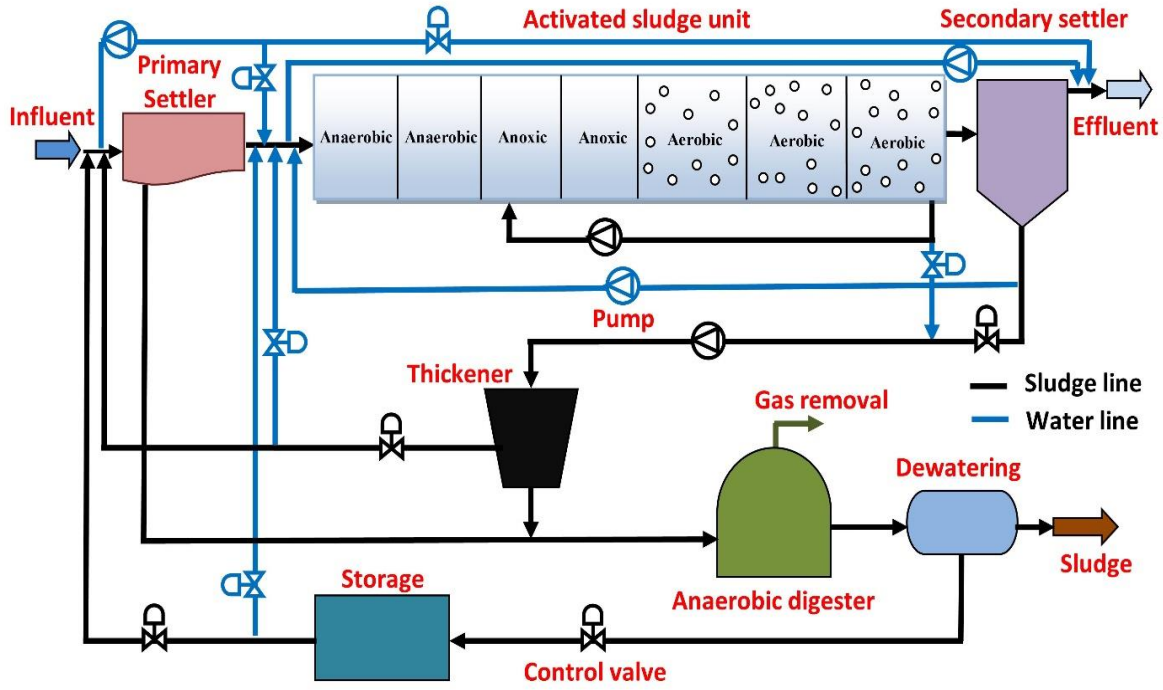 Activated sludge unit
Secondary settler
Primary
Settler
Influent
Effluent
Anaerobic
Anaerobic
Anoxic
Anoxic
Aerobic
Aerobic
Aerobic
Pump
Thickener
Sludge line
Water line
Gas removal
Dewatering
Storage
Anaerobic digester
Sludge
Control valve